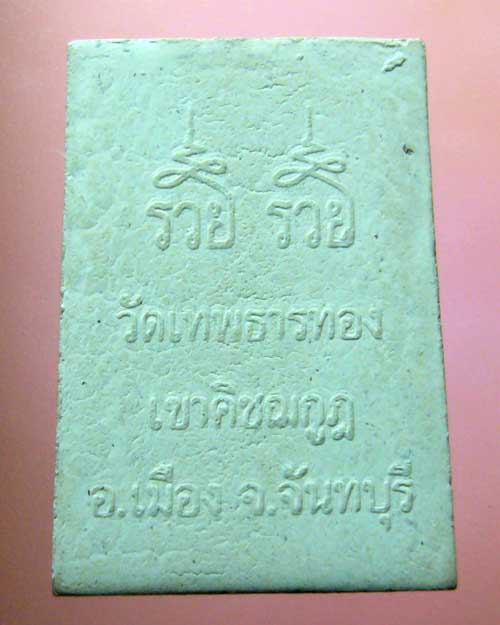 รวย รวย
วัดเทพธารทอง
เขาคิชฌกูฏ
อ.เมือง จ.จันทบุรี